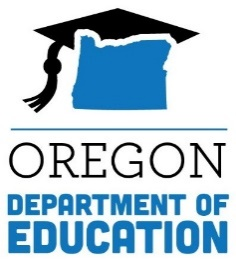 OREGON
DEPARTMENT OF
EDUCATION